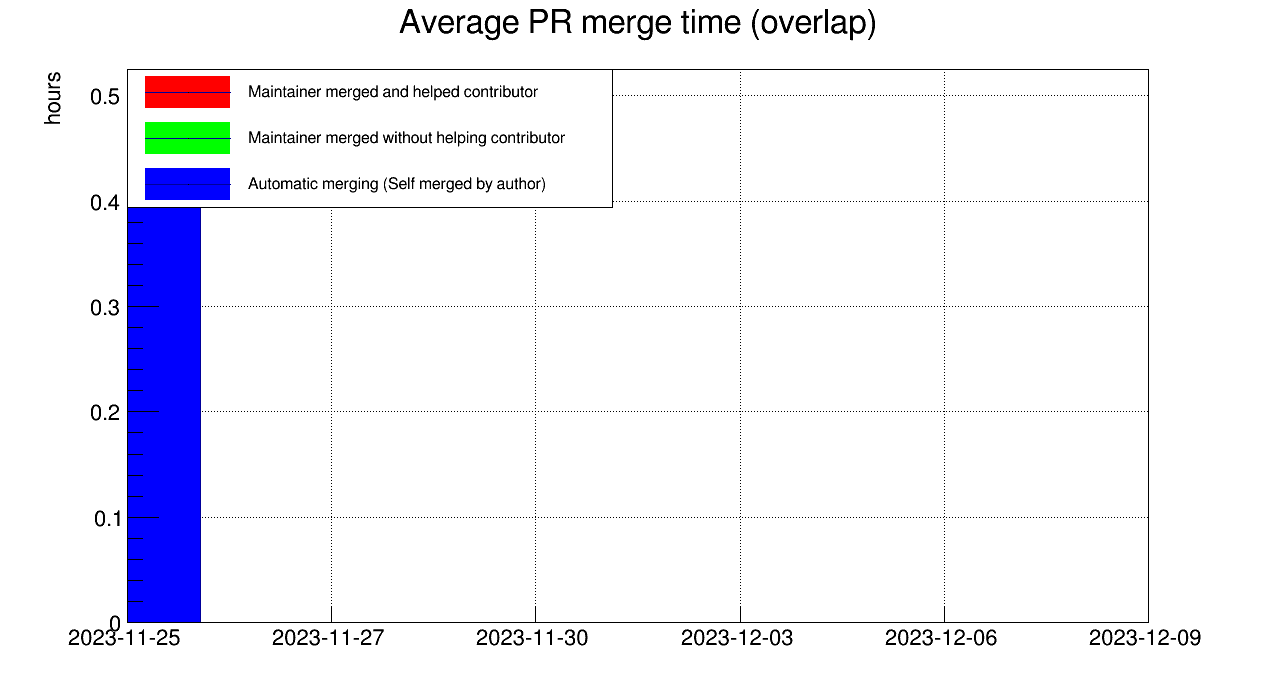 Average PR merge time (overlap)
hours
Maintainer merged and helped contributor
Maintainer merged without helping contributor
Automatic merging (Self merged by author)
0.5
0.4
0.3
0.2
0.1
0
2023-11-25 2023-11-27 2023-11-30 2023-12-03 2023-12-06 2023-12-09